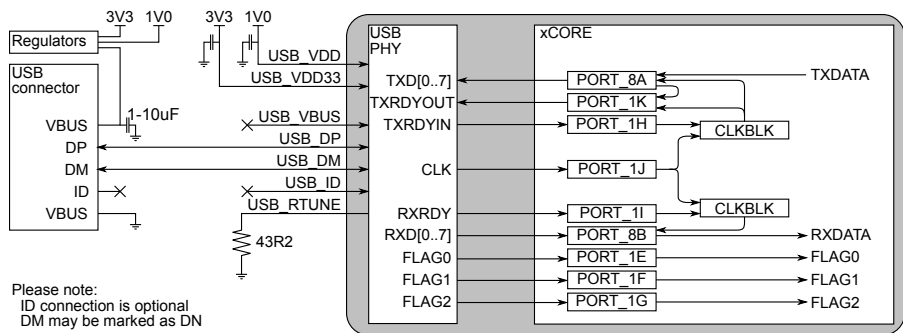 3V3 1V0
3V3 1V0
Regulators
USB
connector
VBUS
DP
DM
ID
VBUS
1-10uF
USB_VDD
USB_VDD33
USB_VBUS
USB_DP
USB_DM
USB_ID
USB_RTUNE
43R2
USB
PHY
TXD[0..7]
TXRDYOUT
TXRDYIN
CLK
RXRDY
RXD[0..7]
FLAG0
FLAG1
FLAG2
xCORE
PORT_8A
PORT_1K
PORT_1H
PORT_1J
PORT_1I
PORT_8B
PORT_1E
PORT_1F
PORT_1G
CLKBLK
CLKBLK
TXDATA
RXDATA
FLAG0
FLAG1
FLAG2
Please note:
ID connection is optional
DM may be marked as DN